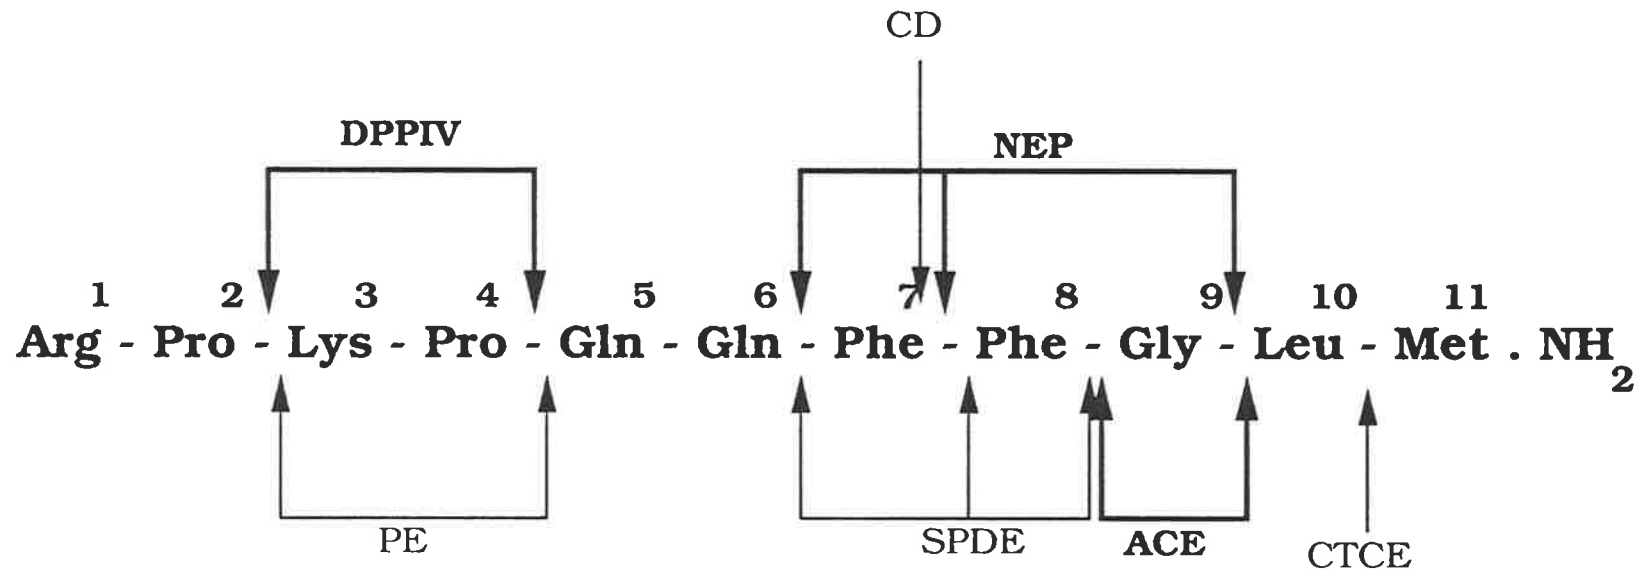 CD
DPPIV
NEP
1 2 3 4 5 6 7 8 9 10 11
Arg - Pro - Lys - Pro - Gln - Gln - Phe - Phe - Gly - Leu - Met . NH2
PE
SPDE
ACE
CTCE